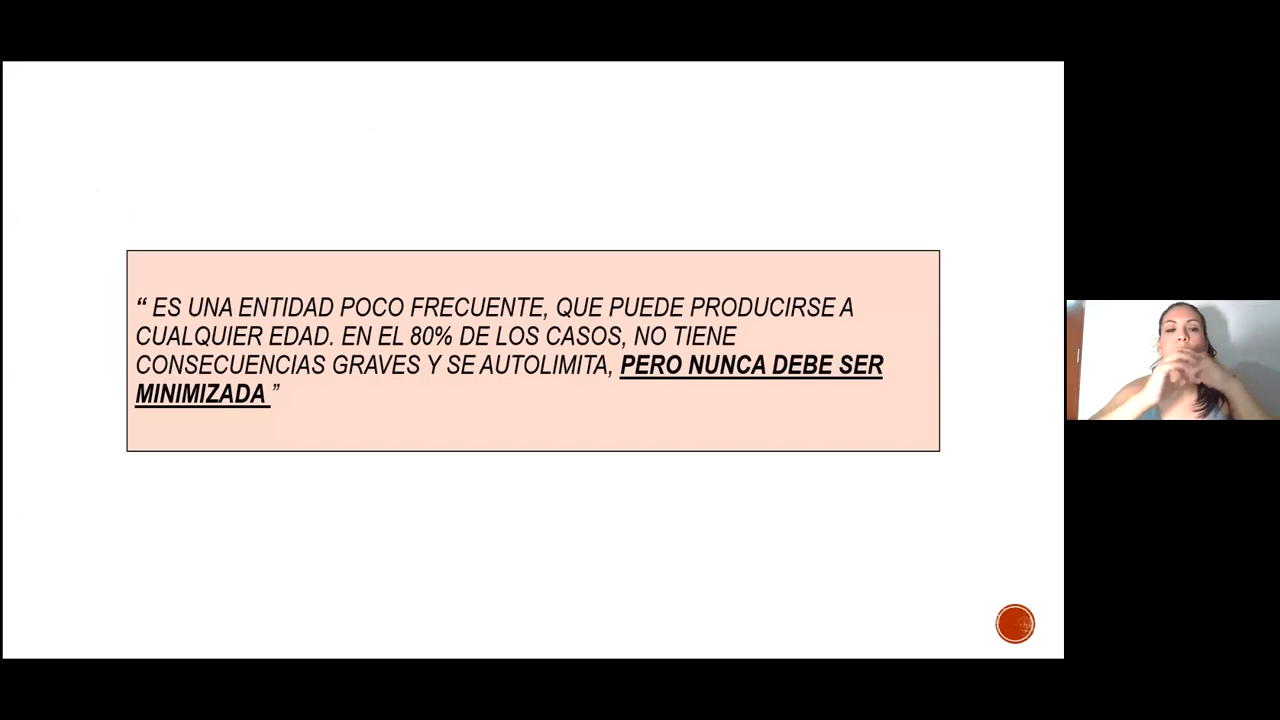 “ ES UNA ENTIDAD POCO FRECUENTE, QUE PUEDE PRODUCIRSE A
CUALQUIER EDAD. EN EL 80% DE LOS CASOS, NO TIENE
CONSECUENCIAS GRAVES Y SE AUTOLIMITA, PERO NUNCA DEBE SER
MINIMIZADA ”